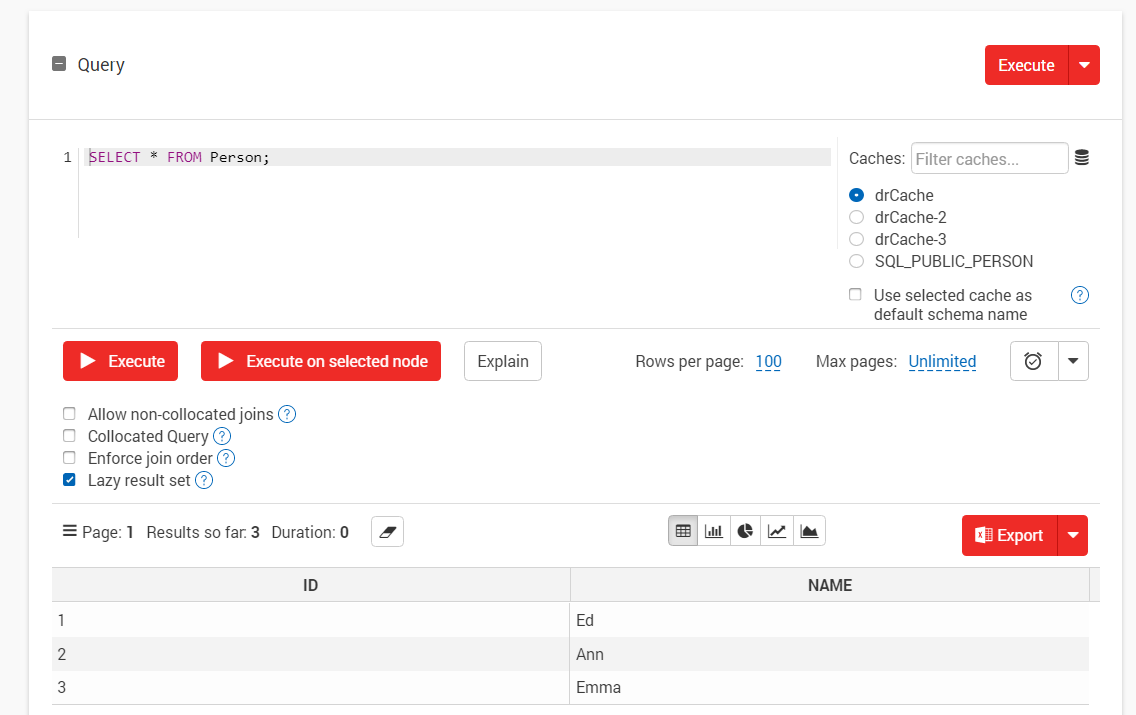 Query
Execute
1 SELECT * FROM Person;
Caches: Filter caches...
drCache
drCache-2
drCache-3
SQL_PUBLIC_PERSON
Use selected cache as ?
default schema name
Execute Execute on selected node Explain Rows per page: 100 Max pages: Unlimited
Allow non-collocated joins ?
Collocated Query ?
Enforce join order ?
Lazy result set ?
Page: 1 Results so far: 3 Duration: 0
Export
ID NAME
1 Ed
2 Ann
3 Emma